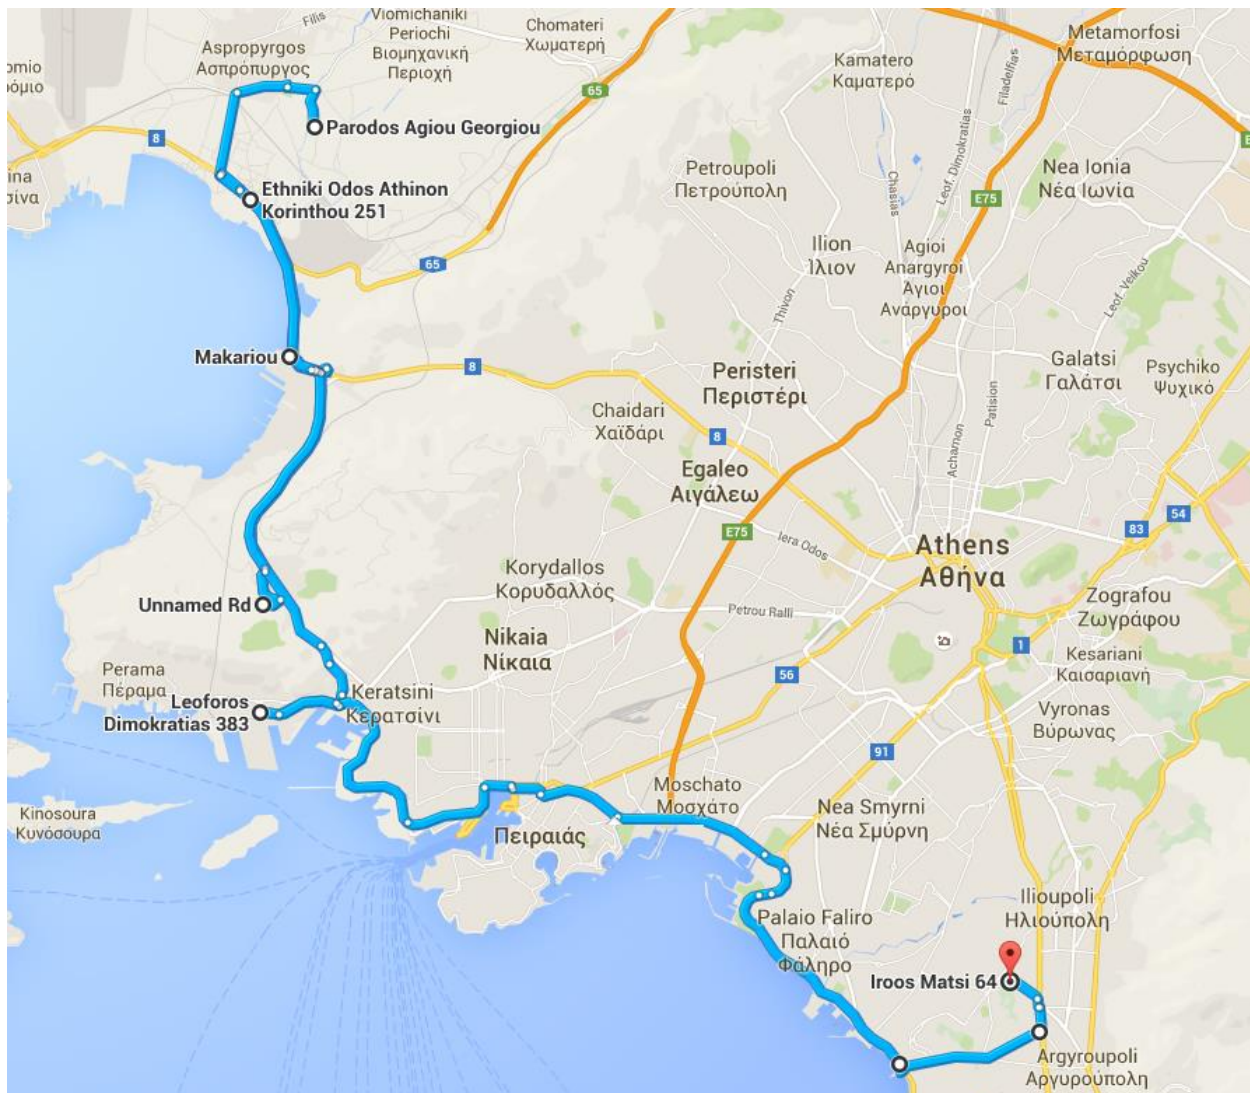 Filis
Viomichaniki
Periochi
Βιομηχανική
Περιοχή
Chomateri
Χωματερή
Metamorfosi
Μεταμόρφωση
Aspropyrgos
Ασπρόπυργος
Kamatero
Καματερό
omio
ρόμιο
65
Filadelfias
8
Parodos Agiou Georgiou
Leof. Dimokratias
E
ina
σίνα
Petroupoli
Πετρούπολη
Chasias
Nea Ionia
Νέα Ιωνία
Ethniki Odos Athinon
Korinthou 251
E75
65
Ilion
Ίλιον
Agioi
Anargyroi
Άγιοι
Ανάργυροι
Thivon
Leof. Veikou
Makariou
8
Peristeri
Περιστέρι
Galatsi
Γαλάτσι
Psychiko
Ψυχικό
Patision
Chaidari
Χαϊδάρι
8
Acharnon
Egaleo
Αιγάλεω
54
83
E75
Iera Odos
Athens
Αθήνα
Korydallos
Κορυδαλλός
Unnamed Rd
Petrou Ralli
Zografou
Ζωγράφου
Nikaia
Νίκαια
1
Kesariani
Καισαριανή
Perama
Πέραμα
56
Leoforos
Dimokratias 383
Keratsini
Κερατσίνι
Vyronas
Βύρωνας
91
Moschato
Μοσχάτο
Kinosoura
Κυνόσουρα
Nea Smyrni
Νέα Σμύρνη
Πειραιάς
Ilioupoli
Ηλιούπολη
Palaio Faliro
Παλαιό
Φάληρο
Iroos Matsi 64
Argyroupoli
Αργυρούπολη